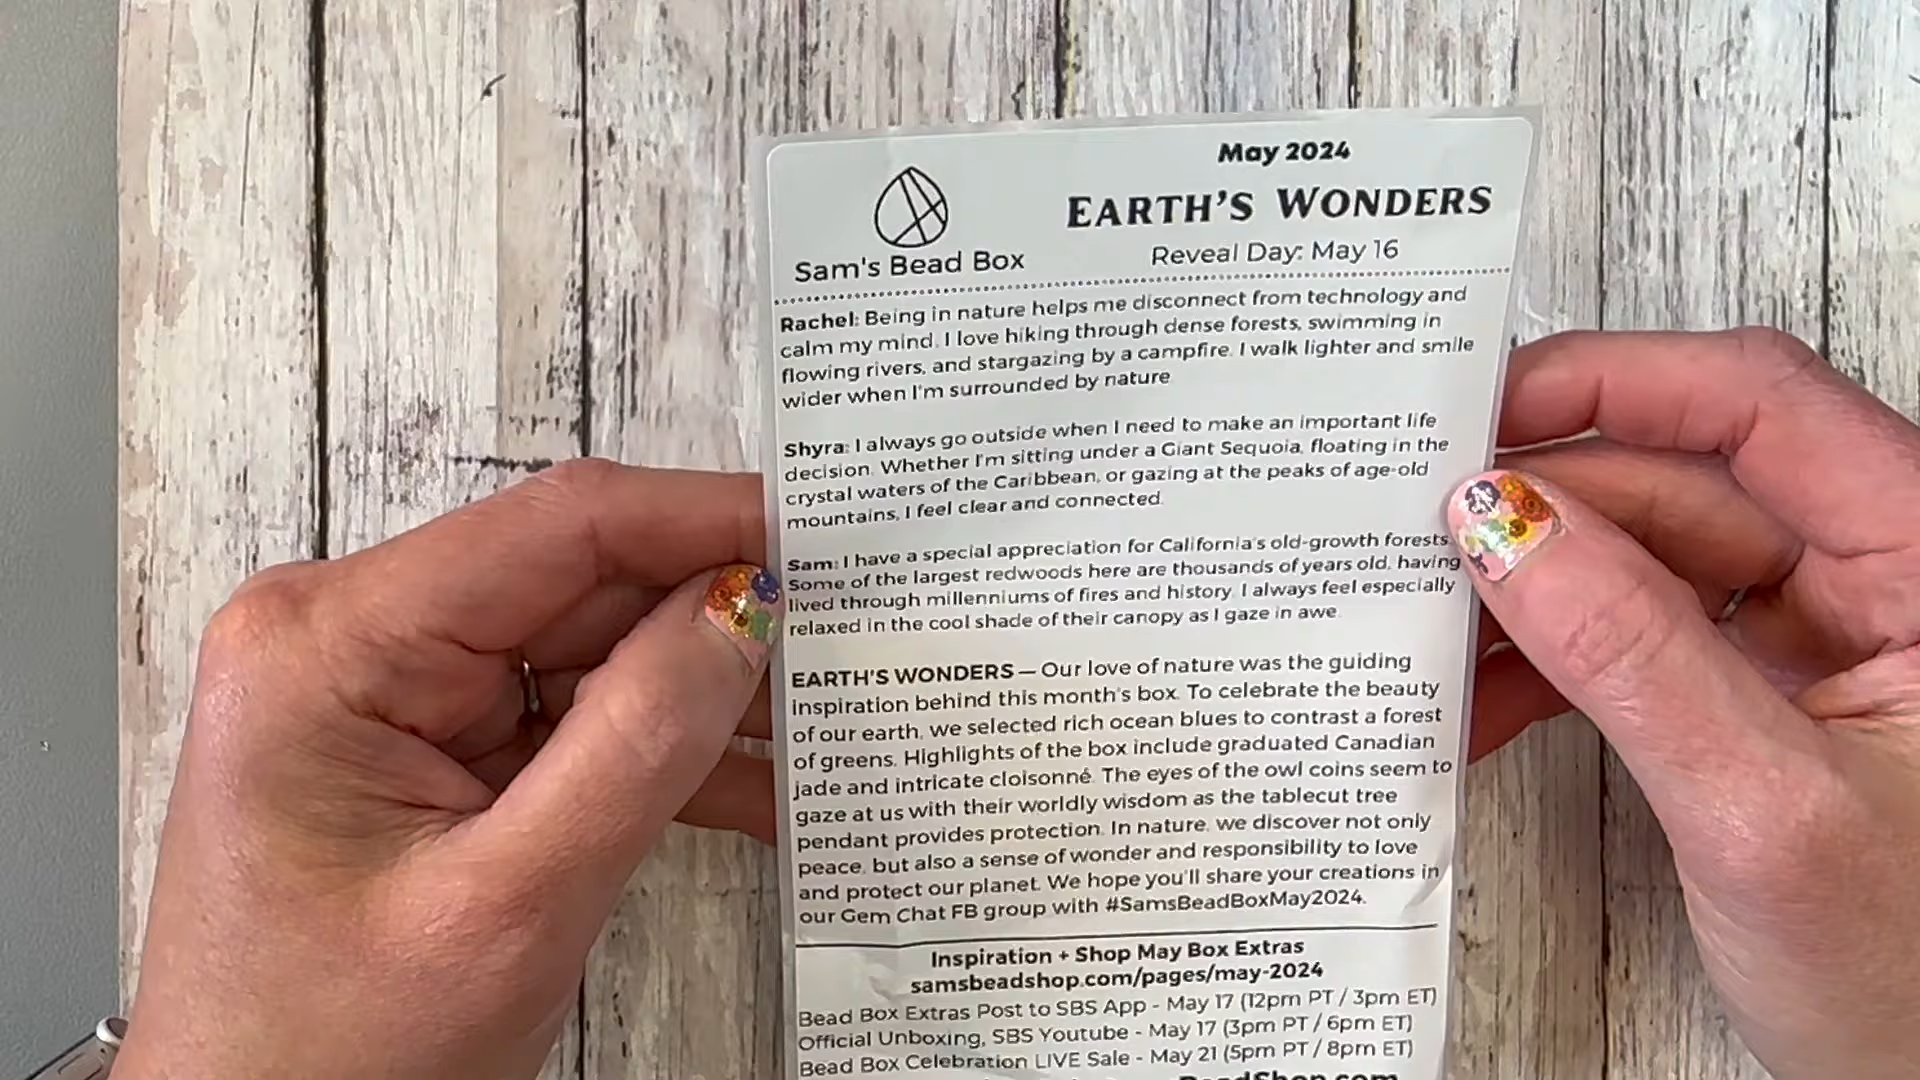 May 2024
EARTH'S WONDERS
Sam's Bead Box
Reveal Day: May 16
Rachel: Being in nature helps me disconnect from technology and
calm my mind. I love hiking through dense forests, swimming in
flowing rivers, and stargazing by a campfire. I walk lighter and smile
wider when I'm surrounded by nature
Shyra: I always go outside when I need to make an important life
decision. Whether I'm sitting under a Giant Sequoia, floating in the
crystal waters of the Caribbean, or gazing at the peaks of age-old
mountains, I feel clear and connected.
Sam: I have a special appreciation for California's old-growth forests.
Some of the largest redwoods here are thousands of years old, having
lived through millenniums of fires and history. I always feel especially
relaxed in the cool shade of their canopy as I gaze in awe.
EARTH'S WONDERS — Our love of nature was the guiding
inspiration behind this month's box. To celebrate the beauty
of our earth, we selected rich ocean blues to contrast a forest
of greens. Highlights of the box include graduated Canadian
jade and intricate cloisonné. The eyes of the owl coins seem to
gaze at us with their worldly wisdom as the tablecut tree
pendant provides protection. In nature, we discover not only
peace, but also a sense of wonder and responsibility to love
and protect our planet. We hope you'll share your creations in
our Gem Chat FB group with #SamsBeadBoxMay2024.
Inspiration + Shop May Box Extras
samsbeadshop.com/pages/may-2024
Bead Box Extras Post to SBS App - May 17 (12pm PT / 3pm ET)
Official Unboxing, SBS Youtube - May 17 (3pm PT / 6pm ET)
Bead Box Celebration LIVE Sale - May 21 (5pm PT / 8pm ET)
BeadShop.com